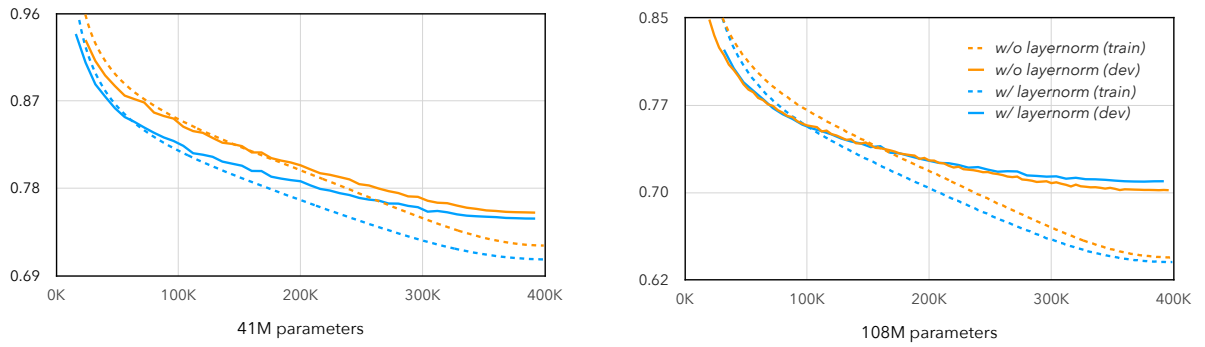 0.96
0.87
0.78
0.69
0K
100K
200K
300K
400K
41M parameters
0.85
0.77
0.70
0.62
0K
100K
200K
300K
400K
108M parameters
w/o layernorm (train)
w/o layernorm (dev)
w/ layernorm (train)
w/ layernorm (dev)